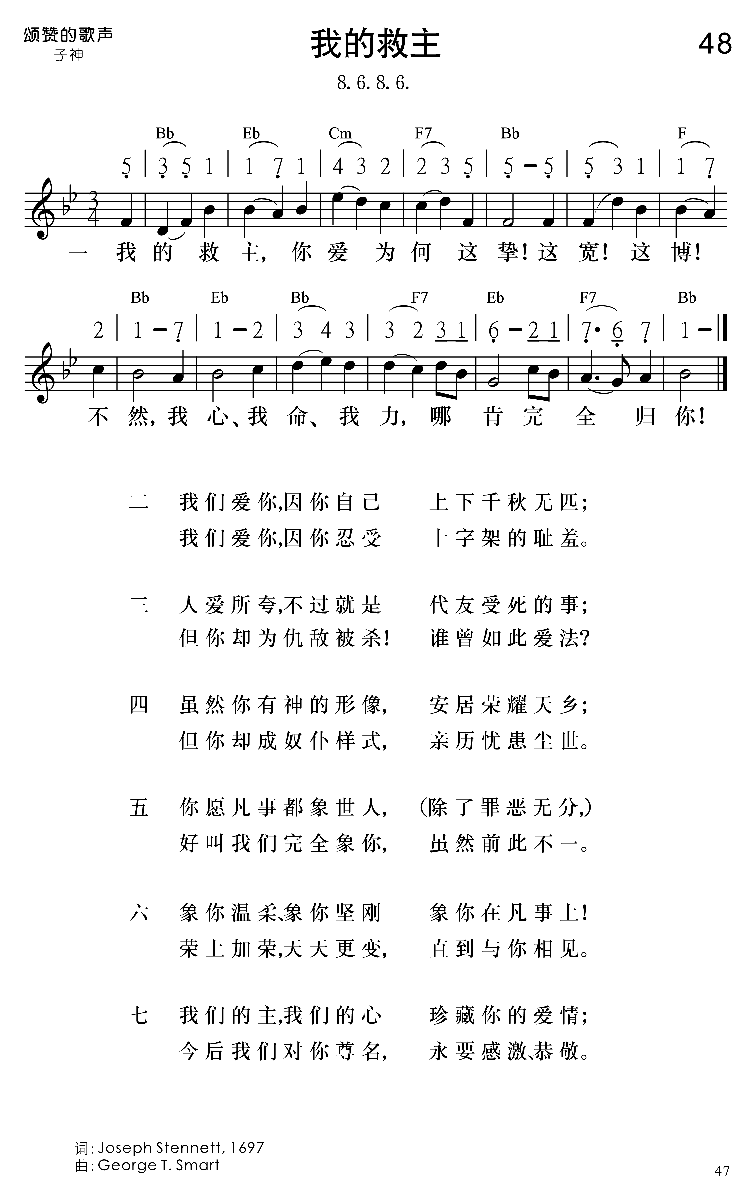 颂赞的歌声
子神
我的救主
48
8. 6. 8. 6.
Bb Eb Cm F7 Bb F
5 | 3 5 1 | 1 7 1 | 4 3 2 | 2 3 5 | 5 – 5 | 5 3 1 | 1 7
3/4
一 我 的 救 主, 你 爱 为 何 这 挚! 这 宽! 这 博!
Bb Eb Bb F7 Eb F7 Bb
2 | 1 – 7 | 1 – 2 | 3 4 3 | 3 2 31 | 6 – 21 | 7· 6 7 | 1 –
不 然, 我 心、我 命、我 力, 哪 肯 完 全 归 你!
二 我们爱你,因你自己 上下千秋无匹;
我们爱你,因你忍受 十字架的耻羞。
三 人爱所夸,不过就是 代友受死的事;
但你却为仇敌被杀! 谁曾如此爱法?
四 虽然你有神的形像, 安居荣耀天乡;
但你却成奴仆样式, 亲历忧患尘世。
五 你愿凡事都象世人, (除了罪恶无分,)
好叫我们完全象你, 虽然前此不一。
六 象你温柔、象你坚刚 象你在凡事上!
荣上加荣,天天更变, 直到与你相见。
七 我们的主,我们的心 珍藏你的爱情;
今后我们对你尊名, 永要感激、恭敬。
词: Joseph Stennett, 1697
曲: George T. Smart
47